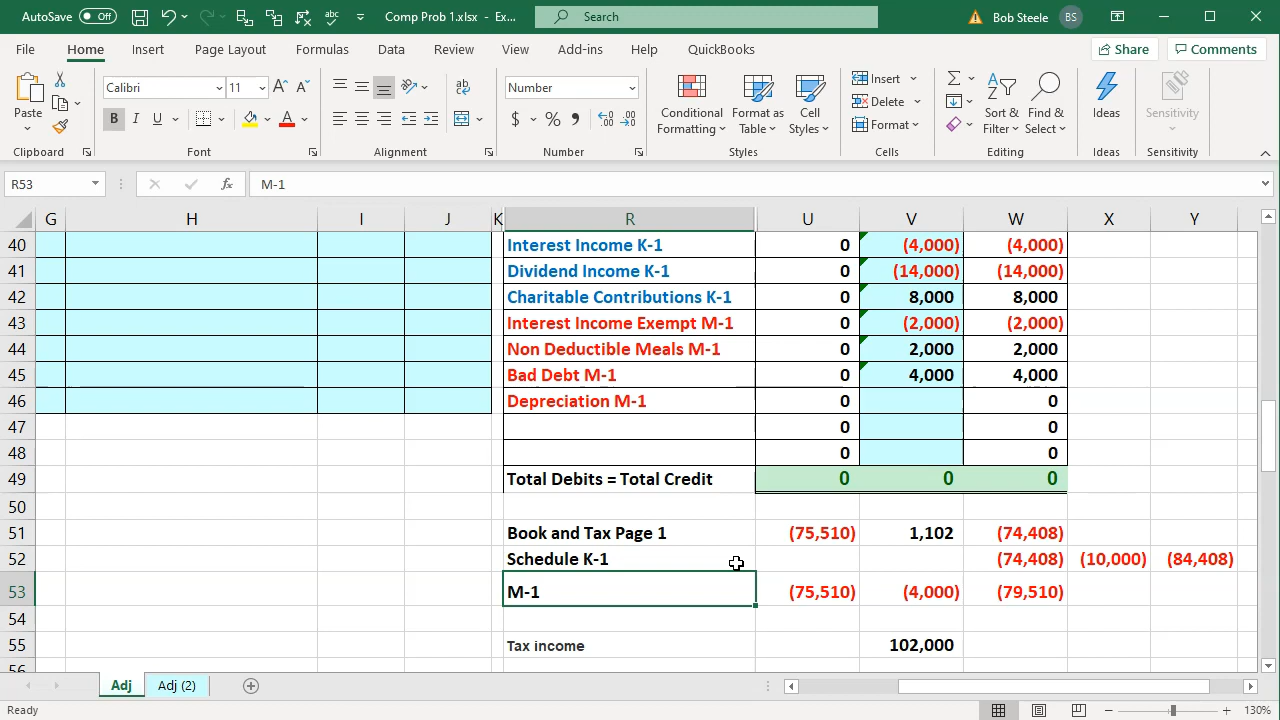 AutoSave Off Comp Prob 1.xlsx - Ex... Search Bob Steele BS
File Home Insert Page Layout Formulas Data Review View Add-ins Help QuickBooks Share Comments
Paste Calibri 11 Number Conditional Formatting Format as Table Cell Styles Insert Delete Format Sort & Filter Find & Select Ideas Sensitivity
Clipboard Font Alignment Number Styles Cells Editing Ideas Sensitivity
R53 fx M-1
G H I J K R U V W X Y
40 Interest Income K-1 0 (4,000) (4,000)
41 Dividend Income K-1 0 (14,000) (14,000)
42 Charitable Contributions K-1 0 8,000 8,000
43 Interest Income Exempt M-1 0 (2,000) (2,000)
44 Non Deductible Meals M-1 0 2,000 2,000
45 Bad Debt M-1 0 4,000 4,000
46 Depreciation M-1 0 0
47 0 0
48 0 0
49 Total Debits = Total Credit 0 0 0
50
51 Book and Tax Page 1 (75,510) 1,102 (74,408)
52 Schedule K-1 (74,408) (10,000) (84,408)
53 M-1 (75,510) (4,000) (79,510)
54
55 Tax income 102,000
56
Adj Adj (2)
Ready 130%